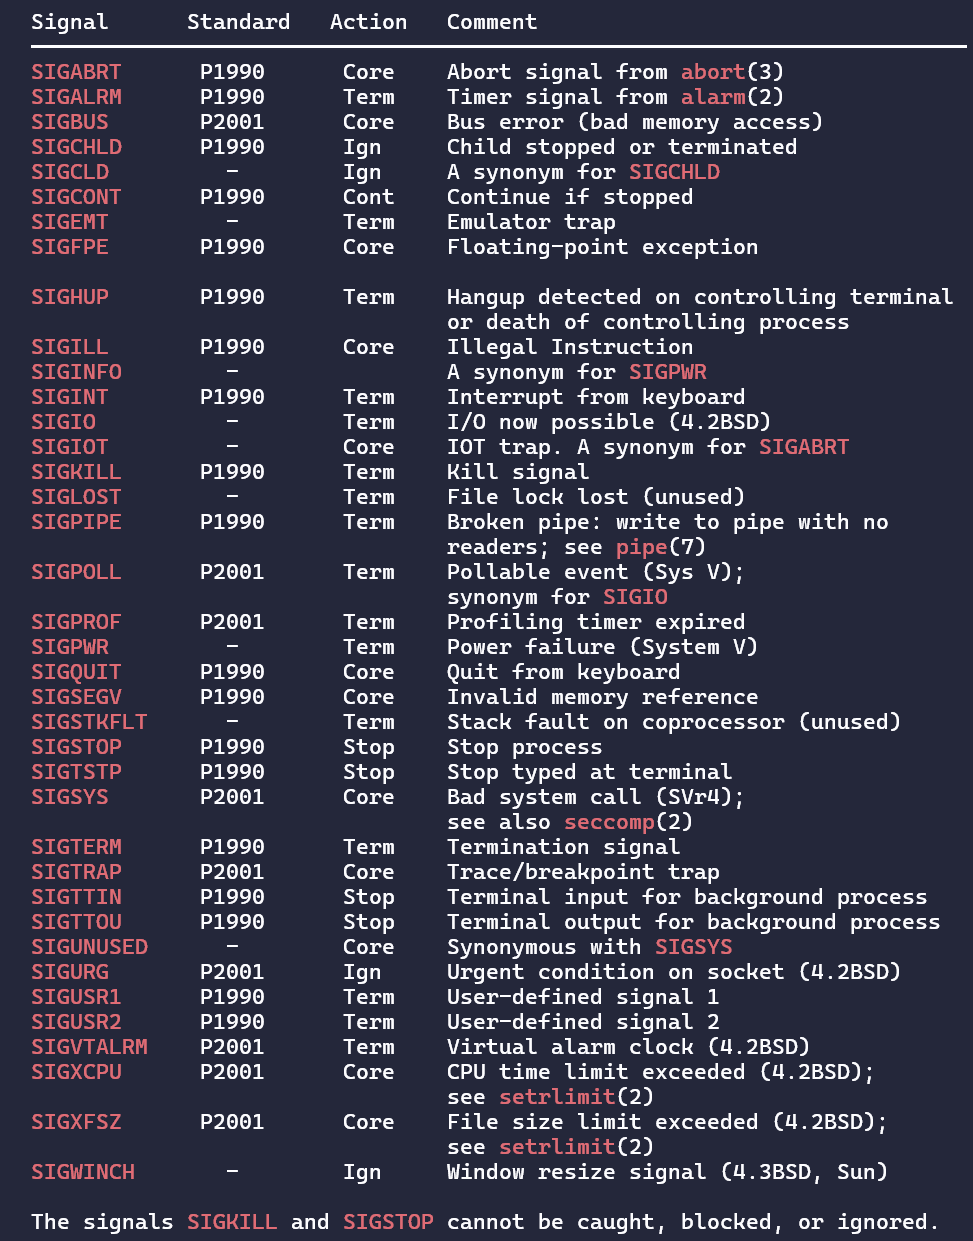 Signal      Standard   Action   Comment
SIGABRT      P1990      Core    Abort signal from abort(3)
SIGALRM      P1990      Term    Timer signal from alarm(2)
SIGBUS       P2001      Core    Bus error (bad memory access)
SIGCHLD      P1990      Ign     Child stopped or terminated
SIGCLD         -        Ign     A synonym for SIGCHLD
SIGCONT      P1990      Cont    Continue if stopped
SIGEMT         -        Term    Emulator trap
SIGFPE       P1990      Core    Floating-point exception
SIGHUP       P1990      Term    Hangup detected on controlling terminal
                                or death of controlling process
SIGILL       P1990      Core    Illegal Instruction
SIGINFO        -                A synonym for SIGPWR
SIGINT       P1990      Term    Interrupt from keyboard
SIGIO          -        Term    I/O now possible (4.2BSD)
SIGIOT         -        Core    IOT trap. A synonym for SIGABRT
SIGKILL      P1990      Term    Kill signal
SIGLOST        -        Term    File lock lost (unused)
SIGPIPE      P1990      Term    Broken pipe: write to pipe with no
                                readers; see pipe(7)
SIGPOLL      P2001      Term    Pollable event (Sys V);
                                synonym for SIGIO
SIGPROF      P2001      Term    Profiling timer expired
SIGPWR         -        Term    Power failure (System V)
SIGQUIT      P1990      Core    Quit from keyboard
SIGSEGV      P1990      Core    Invalid memory reference
SIGSTKFLT      -        Term    Stack fault on coprocessor (unused)
SIGSTOP      P1990      Stop    Stop process
SIGTSTP      P1990      Stop    Stop typed at terminal
SIGSYS       P2001      Core    Bad system call (SVr4);
                                see also seccomp(2)
SIGTERM      P1990      Term    Termination signal
SIGTRAP      P2001      Core    Trace/breakpoint trap
SIGTTIN      P1990      Stop    Terminal input for background process
SIGTTOU      P1990      Stop    Terminal output for background process
SIGUNUSED      -        Core    Synonymous with SIGSYS
SIGURG       P2001      Ign     Urgent condition on socket (4.2BSD)
SIGUSR1      P1990      Term    User-defined signal 1
SIGUSR2      P1990      Term    User-defined signal 2
SIGVTALRM    P2001      Term    Virtual alarm clock (4.2BSD)
SIGXCPU      P2001      Core    CPU time limit exceeded (4.2BSD);
                                see setrlimit(2)
SIGXFSZ      P2001      Core    File size limit exceeded (4.2BSD);
                                see setrlimit(2)
SIGWINCH       -        Ign     Window resize signal (4.3BSD, Sun)
The signals SIGKILL and SIGSTOP cannot be caught, blocked, or ignored.